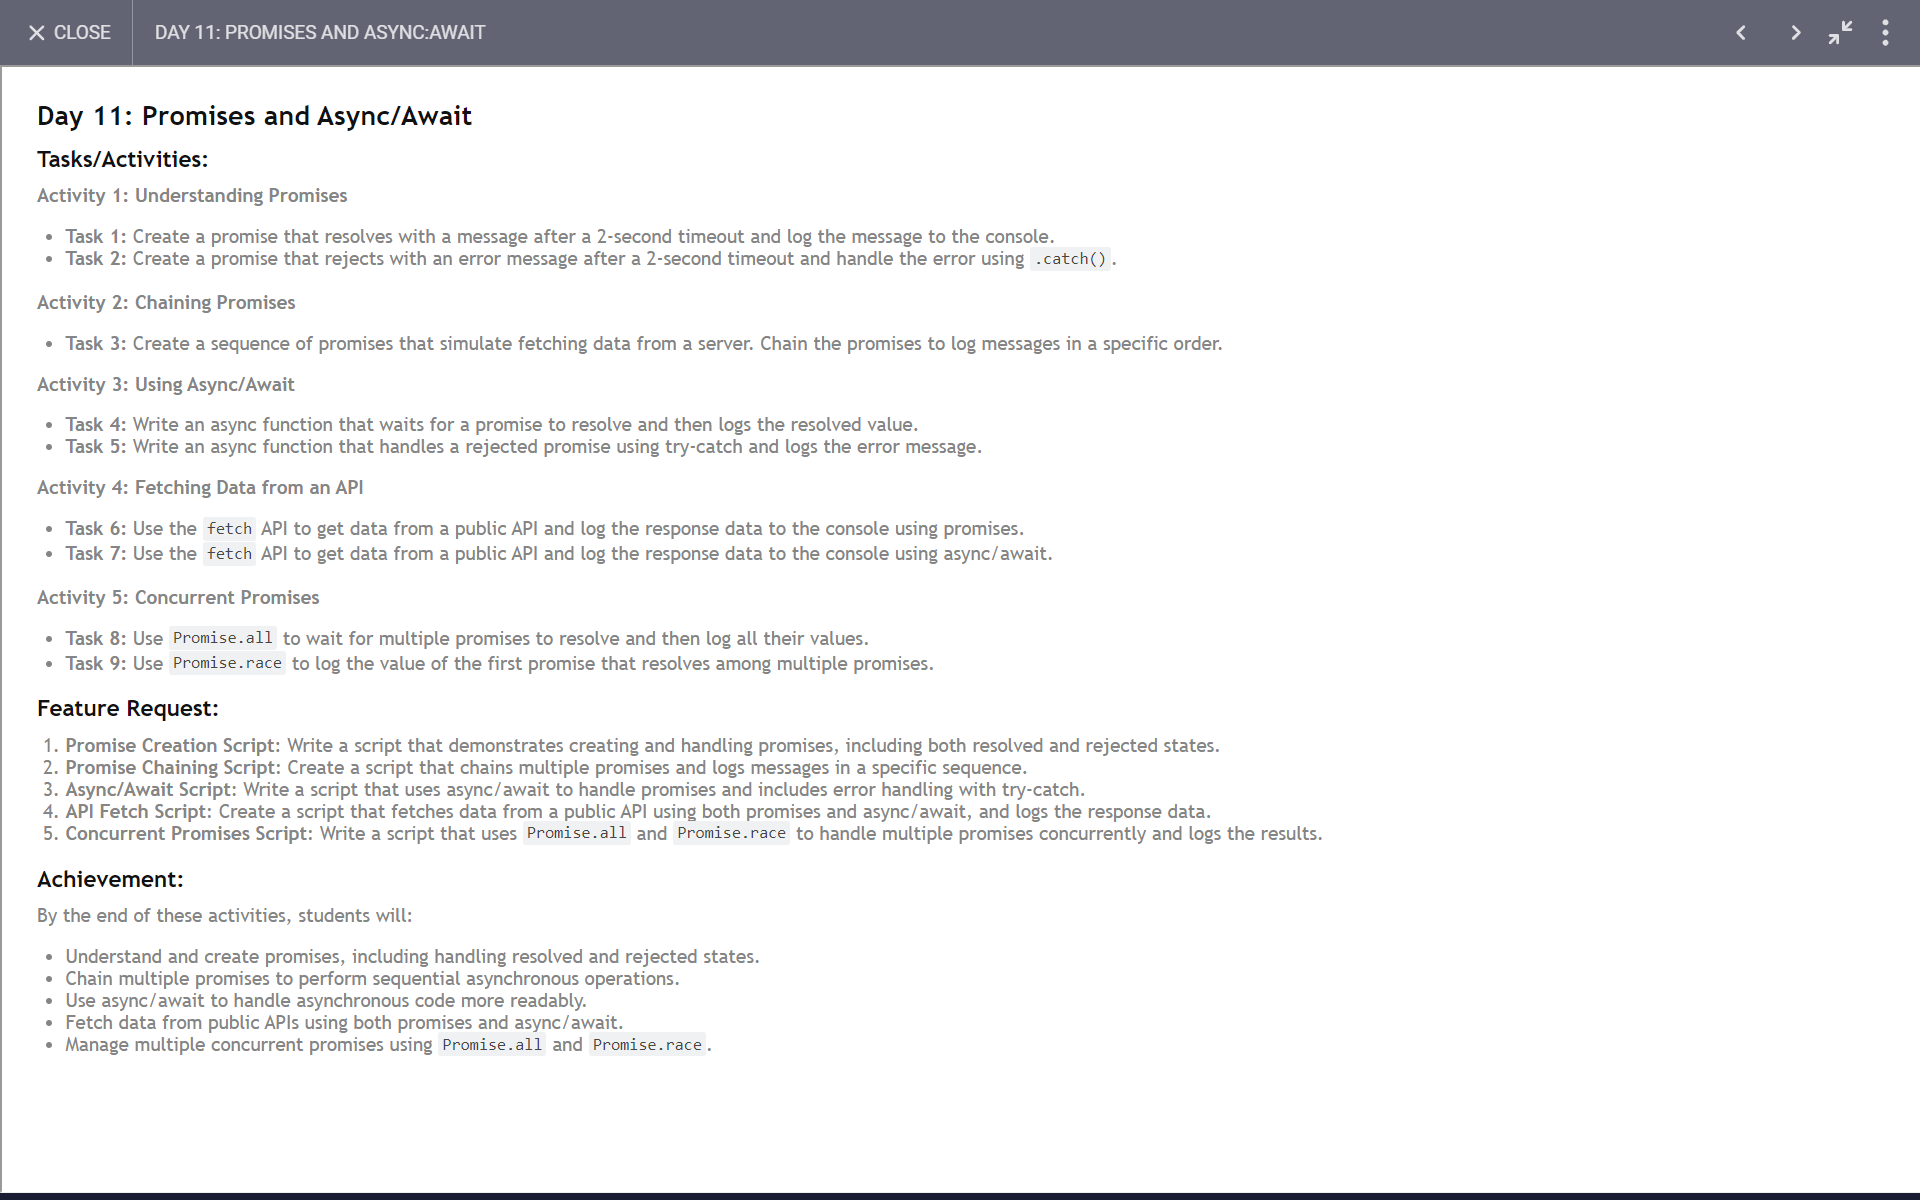 CLOSE
DAY 11: PROMISES AND ASYNC:AWAIT
Day 11: Promises and Async/Await
Tasks/Activities:
Activity 1: Understanding Promises
• Task 1: Create a promise that resolves with a message after a 2-second timeout and log the message to the console.
• Task 2: Create a promise that rejects with an error message after a 2-second timeout and handle the error using .catch().
Activity 2: Chaining Promises
• Task 3: Create a sequence of promises that simulate fetching data from a server. Chain the promises to log messages in a specific order.
Activity 3: Using Async/Await
• Task 4: Write an async function that waits for a promise to resolve and then logs the resolved value.
• Task 5: Write an async function that handles a rejected promise using try-catch and logs the error message.
Activity 4: Fetching Data from an API
• Task 6: Use the fetch API to get data from a public API and log the response data to the console using promises.
• Task 7: Use the fetch API to get data from a public API and log the response data to the console using async/await.
Activity 5: Concurrent Promises
• Task 8: Use Promise.all to wait for multiple promises to resolve and then log all their values.
• Task 9: Use Promise.race to log the value of the first promise that resolves among multiple promises.
Feature Request:
1. Promise Creation Script: Write a script that demonstrates creating and handling promises, including both resolved and rejected states.
2. Promise Chaining Script: Create a script that chains multiple promises and logs messages in a specific sequence.
3. Async/Await Script: Write a script that uses async/await to handle promises and includes error handling with try-catch.
4. API Fetch Script: Create a script that fetches data from a public API using both promises and async/await, and logs the response data.
5. Concurrent Promises Script: Write a script that uses Promise.all and Promise.race to handle multiple promises concurrently and logs the results.
Achievement:
By the end of these activities, students will:
• Understand and create promises, including handling resolved and rejected states.
• Chain multiple promises to perform sequential asynchronous operations.
• Use async/await to handle asynchronous code more readably.
• Fetch data from public APIs using both promises and async/await.
• Manage multiple concurrent promises using Promise.all and Promise.race.